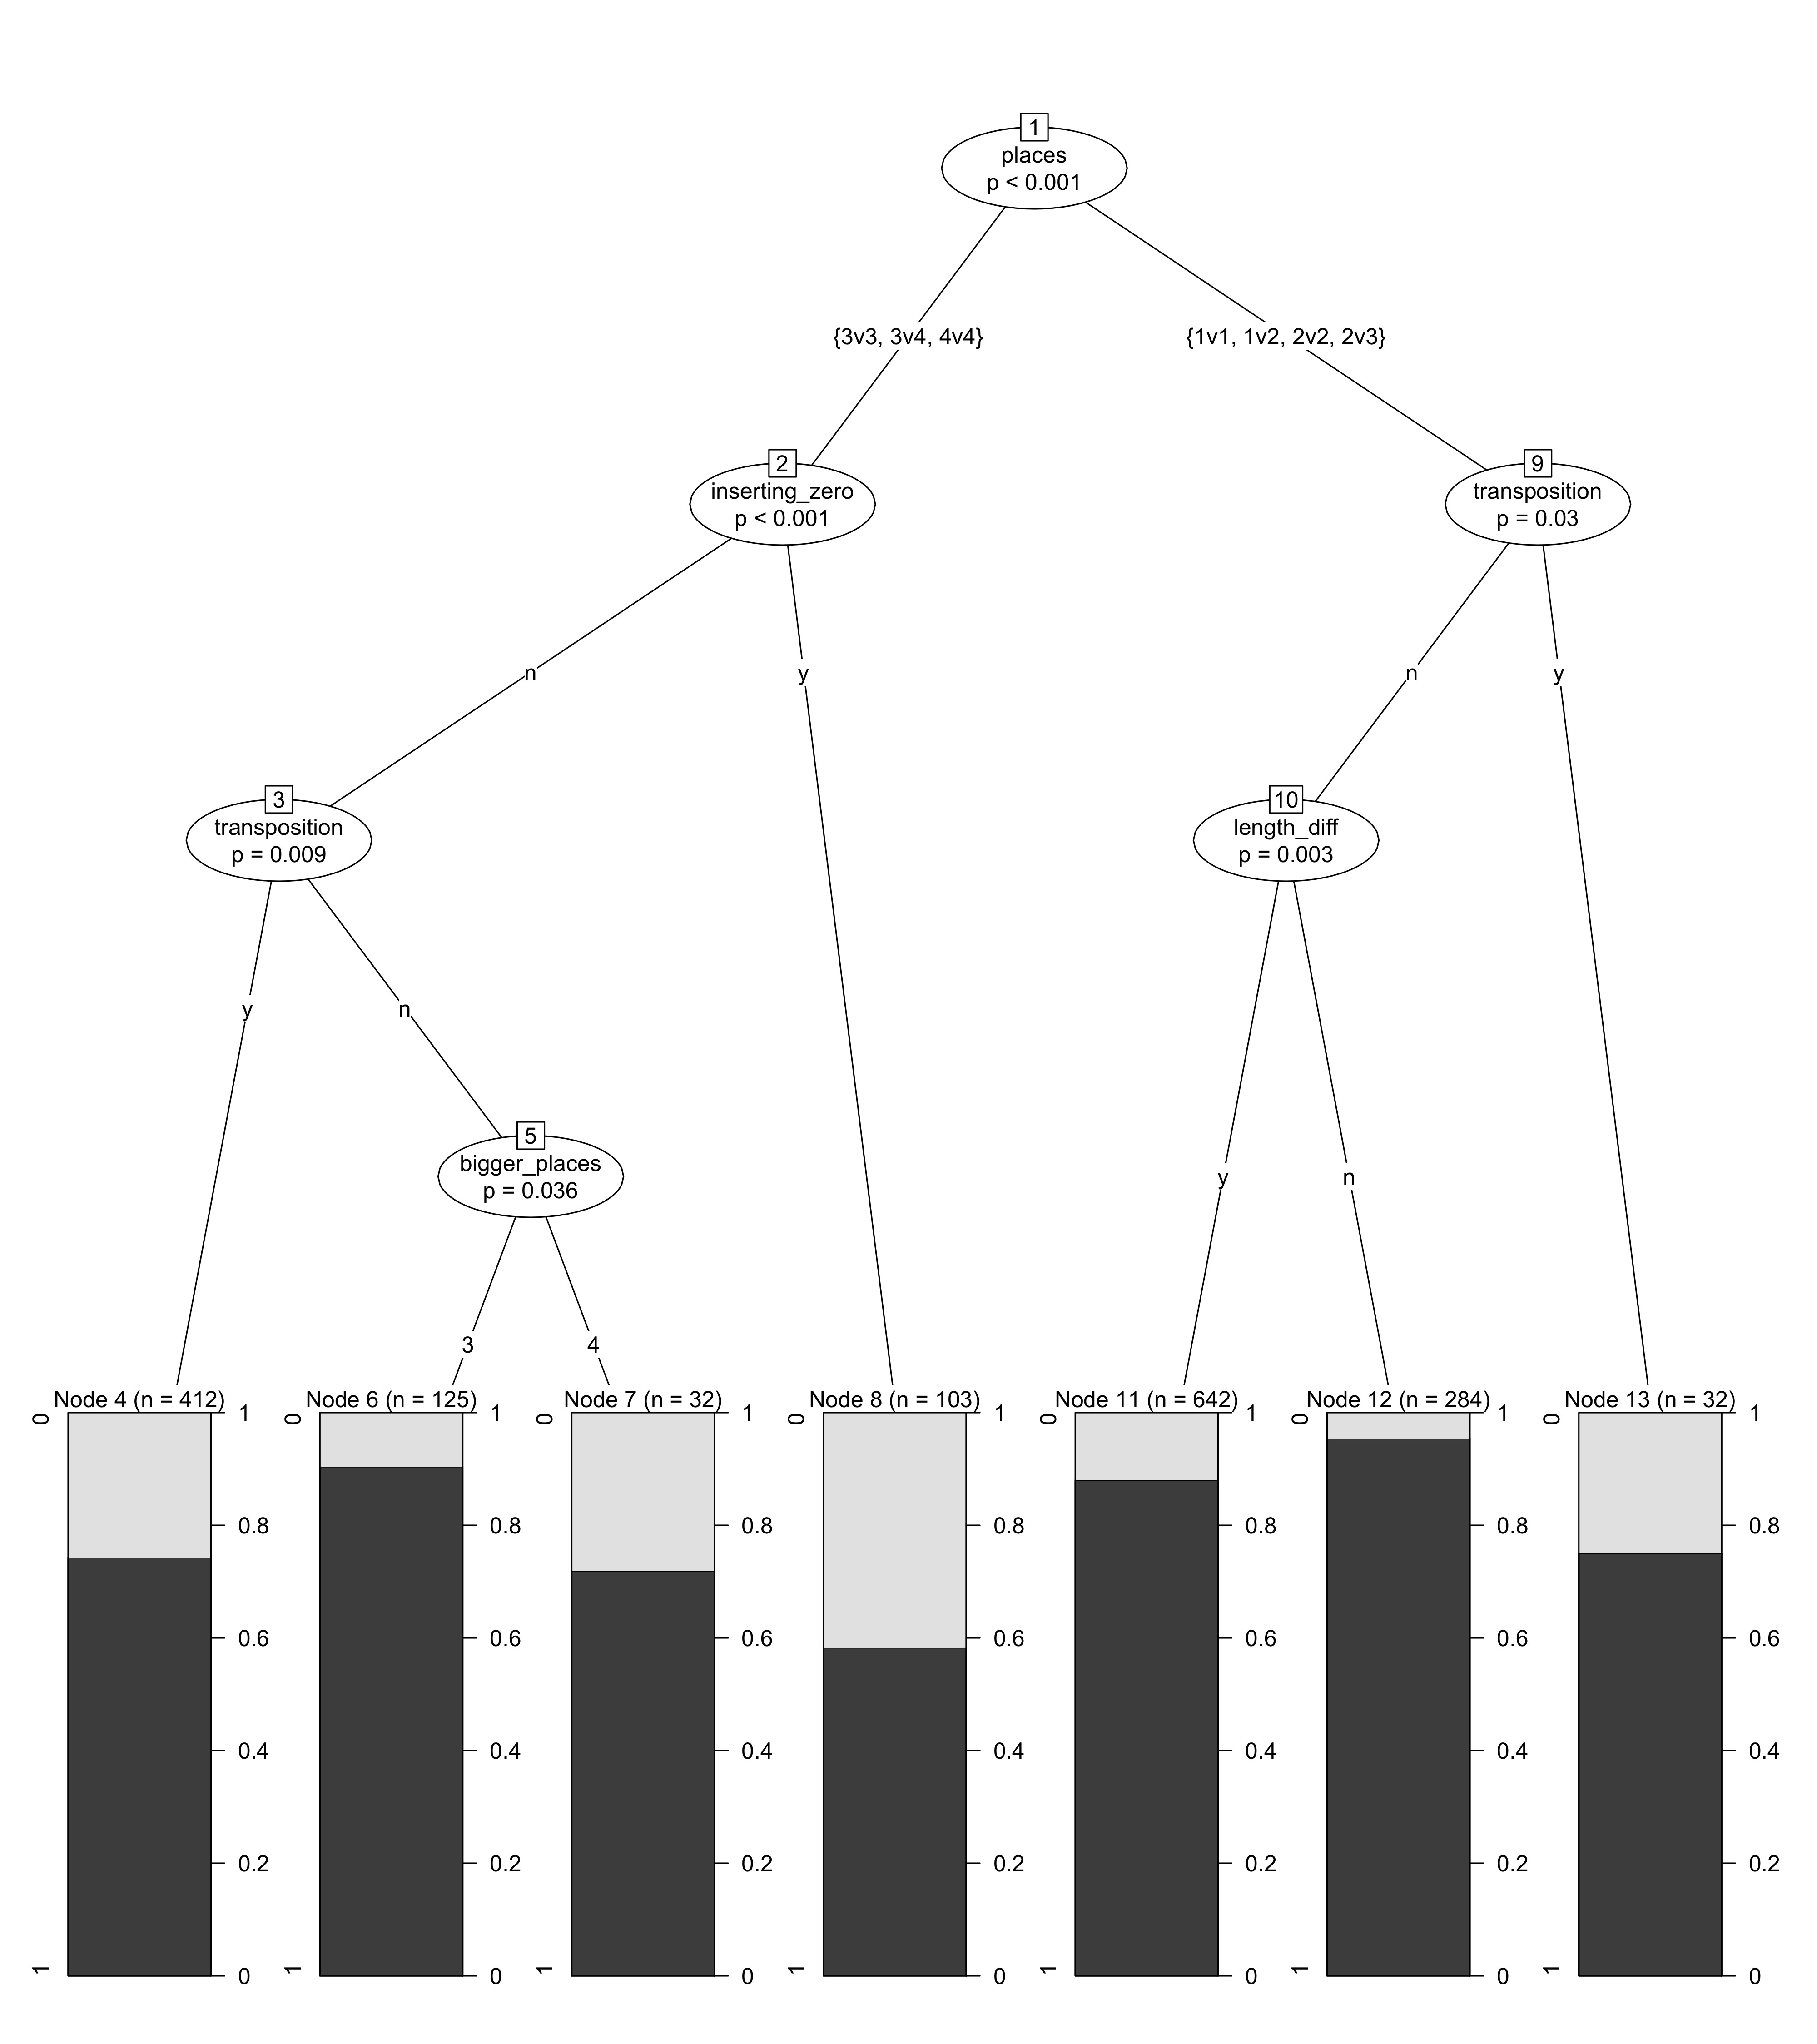 1
places
p < 0.001
{3v3, 3v4, 4v4}
{1v1, 1v2, 2v2, 2v3}
2
inserting_zero
p < 0.001
9
transposition
p = 0.03
n
y
n
y
3
transposition
p = 0.009
10
length_diff
p = 0.003
y
n
5
bigger_places
p = 0.036
y
n
3
4
Node 4 (n = 412)
0
1
1
0.8
0.6
0.4
0.2
0
Node 6 (n = 125)
0
1
1
0.8
0.6
0.4
0.2
0
Node 7 (n = 32)
0
1
1
0.8
0.6
0.4
0.2
0
Node 8 (n = 103)
0
1
1
0.8
0.6
0.4
0.2
0
Node 11 (n = 642)
0
1
1
0.8
0.6
0.4
0.2
0
Node 12 (n = 284)
0
1
1
0.8
0.6
0.4
0.2
0
Node 13 (n = 32)
0
1
1
0.8
0.6
0.4
0.2
0